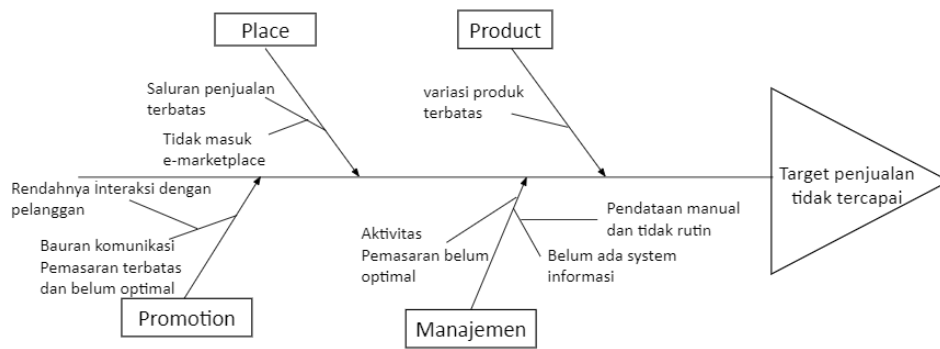 Place
Product
Saluran penjualan
terbatas
Tidak masuk
e-marketplace
variasi produk
terbatas
Target penjualan
tidak tercapai
Rendahnya interaksi dengan
pelanggan
Bauran komunikasi
Pemasaran terbatas
dan belum optimal
Promotion
Aktivitas
Pemasaran belum
optimal
Pendataan manual
dan tidak rutin
Belum ada system
informasi
Manajemen